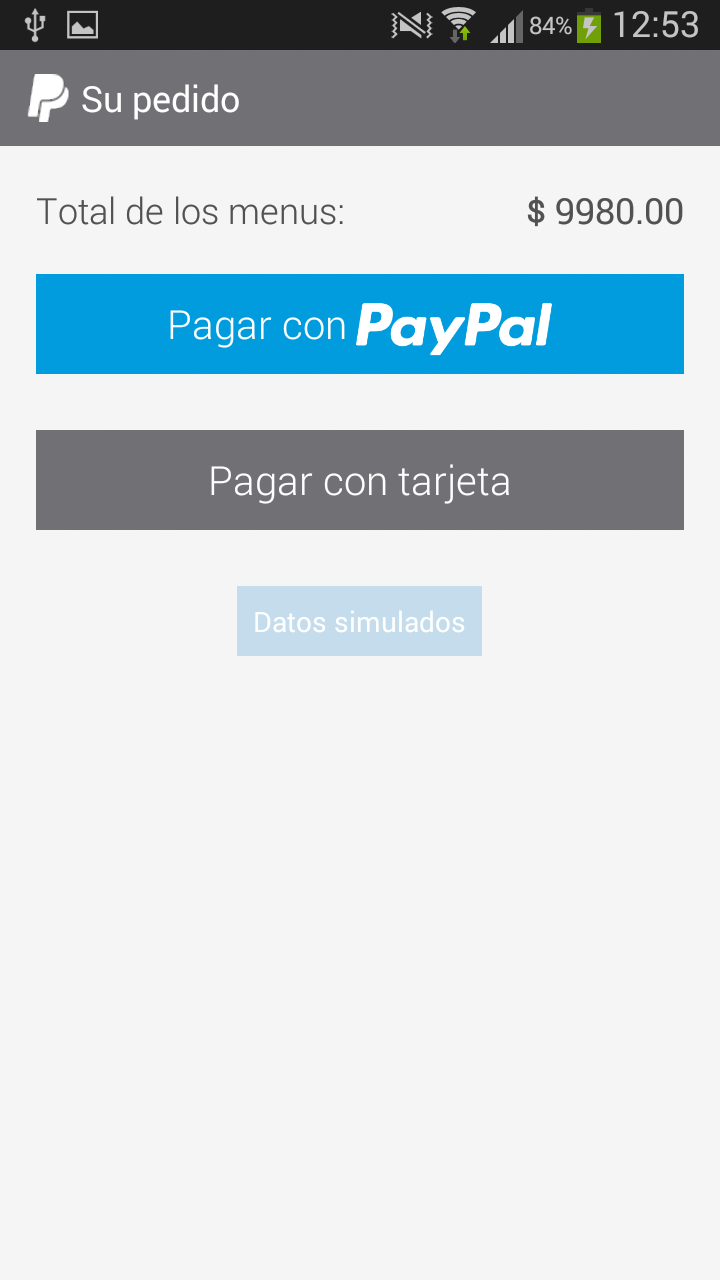 84% 12:53
Su pedido
Total de los menus: $ 9980.00
Pagar con PayPal
Pagar con tarjeta
Datos simulados